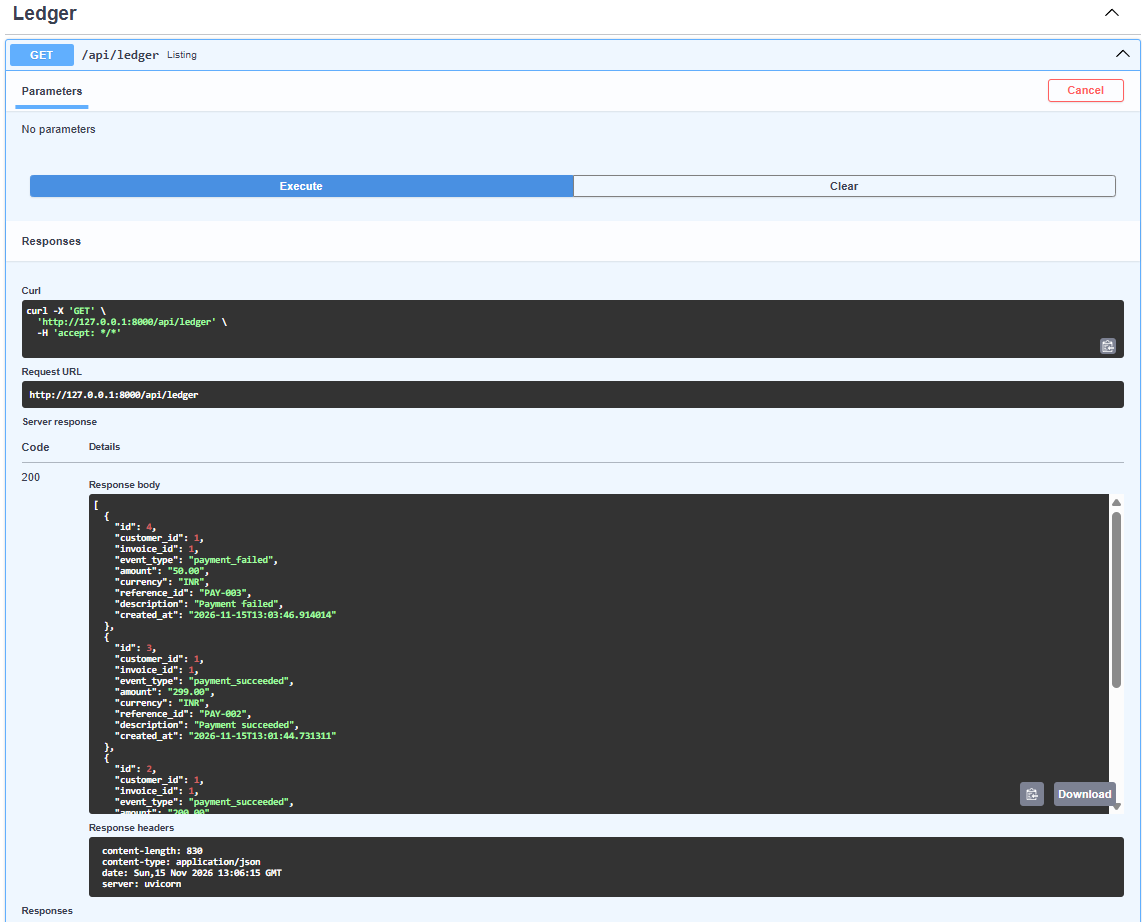 Ledger
GET /api/ledger Listing
Parameters Cancel
No parameters
Execute Clear
Responses
Curl
curl -X 'GET' \
  'http://127.0.0.1:8000/api/ledger' \
  -H 'accept: */*'
Request URL
http://127.0.0.1:8000/api/ledger
Server response
Code Details
200
Response body
[
  {
    "id": 4,
    "customer_id": 1,
    "invoice_id": 1,
    "event_type": "payment_failed",
    "amount": "50.00",
    "currency": "INR",
    "reference_id": "PAY-003",
    "description": "Payment failed",
    "created_at": "2026-11-15T13:03:46.914014"
  },
  {
    "id": 3,
    "customer_id": 1,
    "invoice_id": 1,
    "event_type": "payment_succeeded",
    "amount": "299.00",
    "currency": "INR",
    "reference_id": "PAY-002",
    "description": "Payment succeeded",
    "created_at": "2026-11-15T13:01:44.731311"
  },
  {
    "id": 2,
    "customer_id": 1,
    "invoice_id": 1,
    "event_type": "payment_succeeded",
    "amount": "200.00"
Download
Response headers
content-length: 830
content-type: application/json
date: Sun,15 Nov 2026 13:06:15 GMT
server: uvicorn
Responses